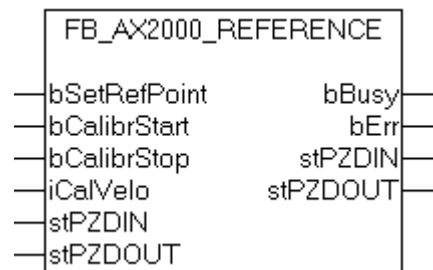 FB_AX2000_REFERENCE
bSetRefPoint bBusy
bCalibrStart bErr
bCalibrStop stPZDIN
iCalVelo stPZDOUT
stPZDIN
stPZDOUT